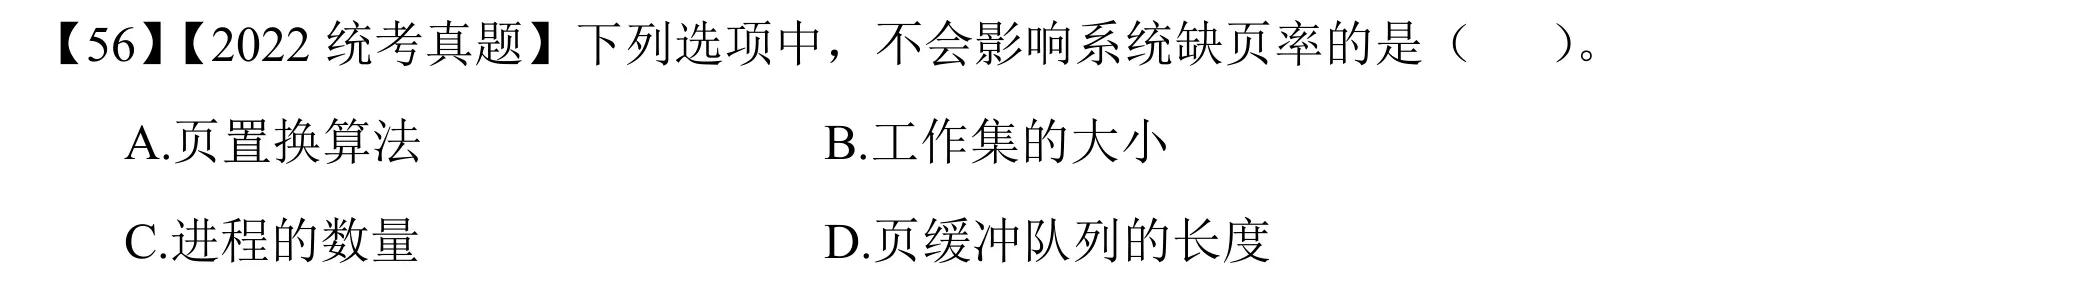 【56】【2022 统考真题】下列选项中，不会影响系统缺页率的是（　　）。
A.页置换算法　　B.工作集的大小
C.进程的数量　　D.页缓冲队列的长度